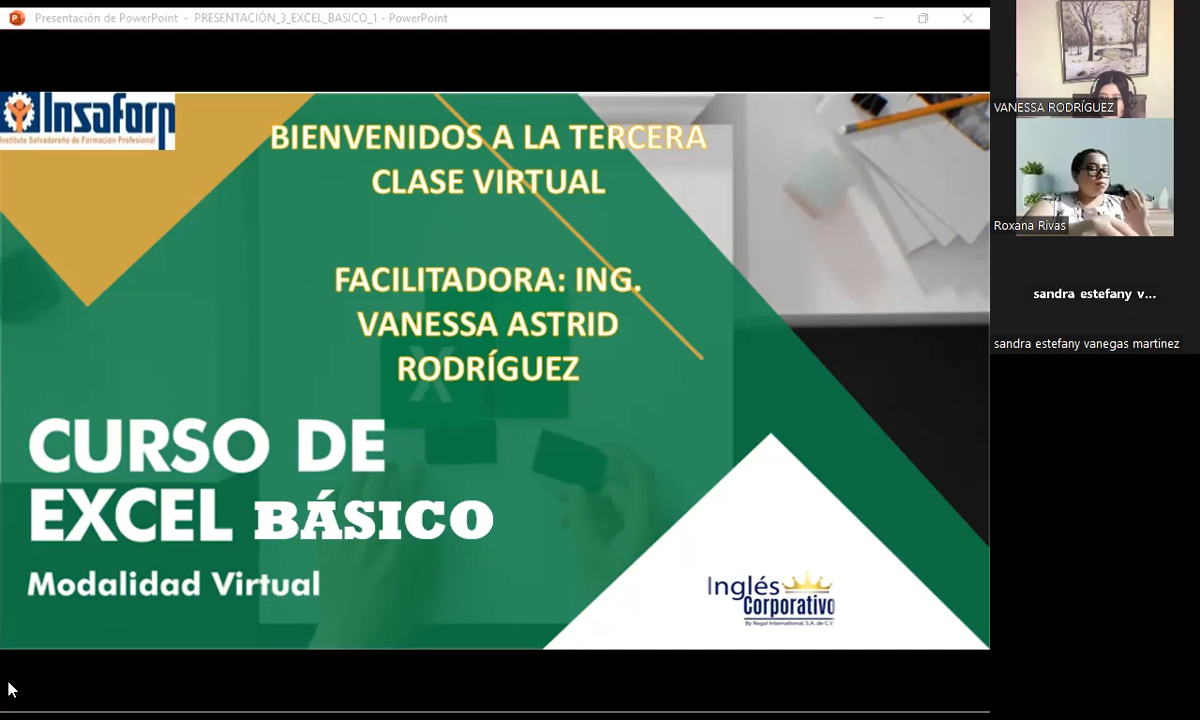 Presentación de PowerPoint - PRESENTACIÓN_3_EXCEL_BASICO_1 - PowerPoint
Insaforp
Instituto Salvadoreño de Formación Profesional
BIENVENIDOS A LA TERCERA
CLASE VIRTUAL
FACILITADORA: ING.
VANESSA ASTRID
RODRÍGUEZ
X
CURSO DE
EXCEL BÁSICO
Modalidad Virtual
Inglés
Corporativo
By Regal International, S.A. de C.V.
VANESSA RODRÍGUEZ
Roxana Rivas
sandra estefany v...
sandra estefany vanegas martinez